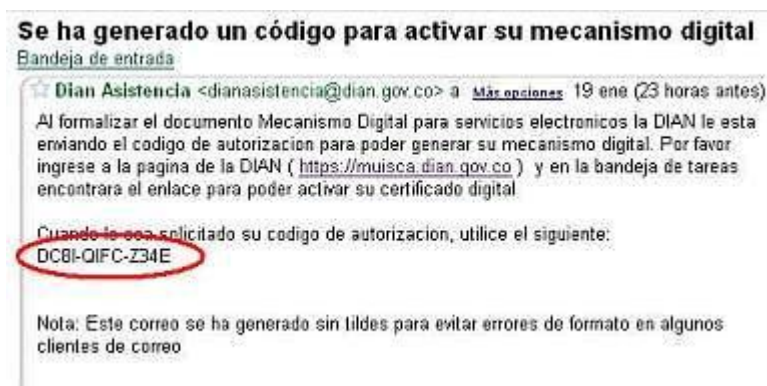 Se ha generado un código para activar su mecanismo digital
Bandeja de entrada
Dian Asistencia <dianasistencia@dian.gov.co> a Más opciones 19 ene (23 horas antes)
Al formalizar el documento Mecanismo Digital para servicios electronicos la DIAN le esta
enviando el codigo de autorizacion para poder generar su mecanismo digital. Por favor
ingrese a la pagina de la DIAN ( https://muisca.dian.gov.co ) y en la bandeja de tareas
encontrara el enlace para poder activar su certificado digital
Cuando le sea solicitado su codigo de autorizacion, utilice el siguiente:
DC8I-QIFC-Z34E
Nota: Este correo se ha generado sin tildes para evitar errores de formato en algunos
clientes de correo